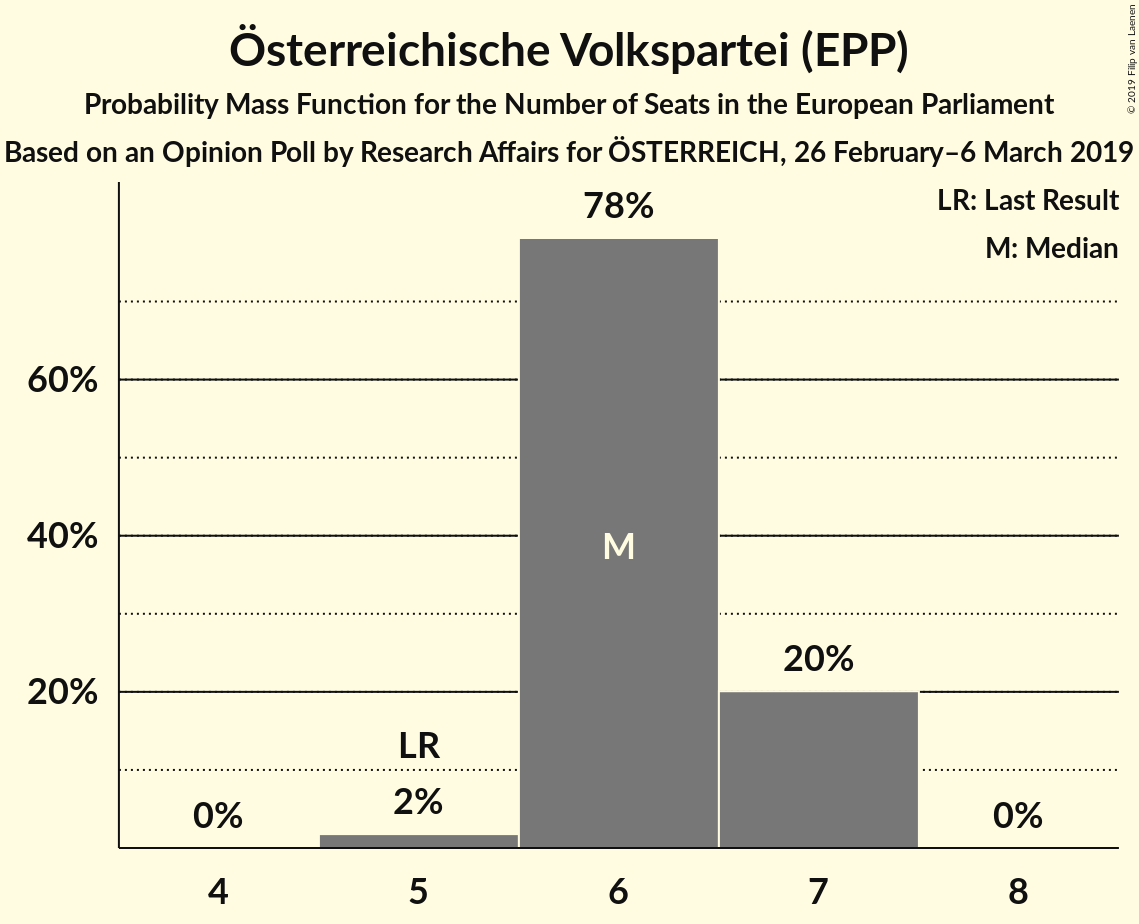 Österreichische Volkspartei (EPP)
Probability Mass Function for the Number of Seats in the European Parliament
Based on an Opinion Poll by Research Affairs for ÖSTERREICH, 26 February–6 March 2019
© 2019 Filip van Laenen
LR: Last Result
M: Median
78%
60%
40%
M
20%
20%
LR
2%
0%
0%
4 5 6 7 8